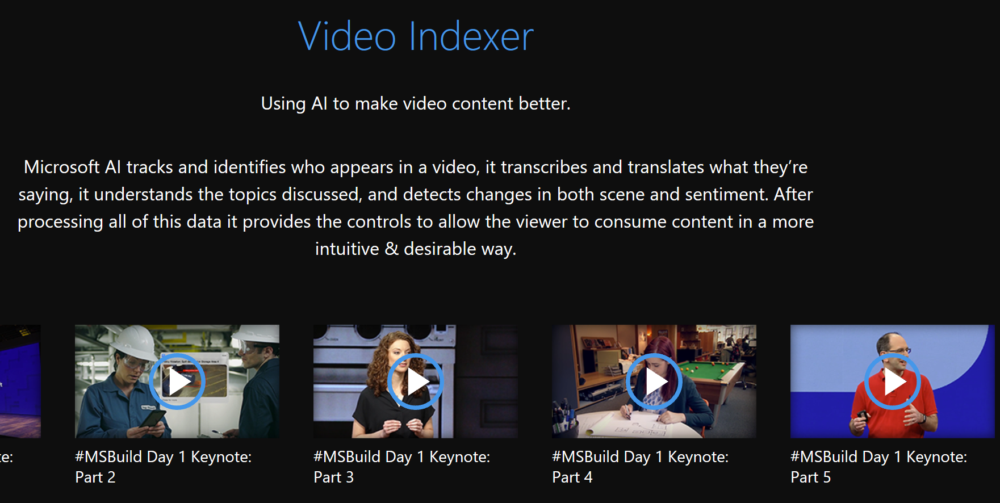 Video Indexer
Using AI to make video content better.
Microsoft AI tracks and identifies who appears in a video, it transcribes and translates what they’re
saying, it understands the topics discussed, and detects changes in both scene and sentiment. After
processing all of this data it provides the controls to allow the viewer to consume content in a more
intuitive & desirable way.
#MSBuild Day 1 Keynote:
Part 2
#MSBuild Day 1 Keynote:
Part 3
#MSBuild Day 1 Keynote:
Part 4
#MSBuild Day 1 Keynote:
Part 5